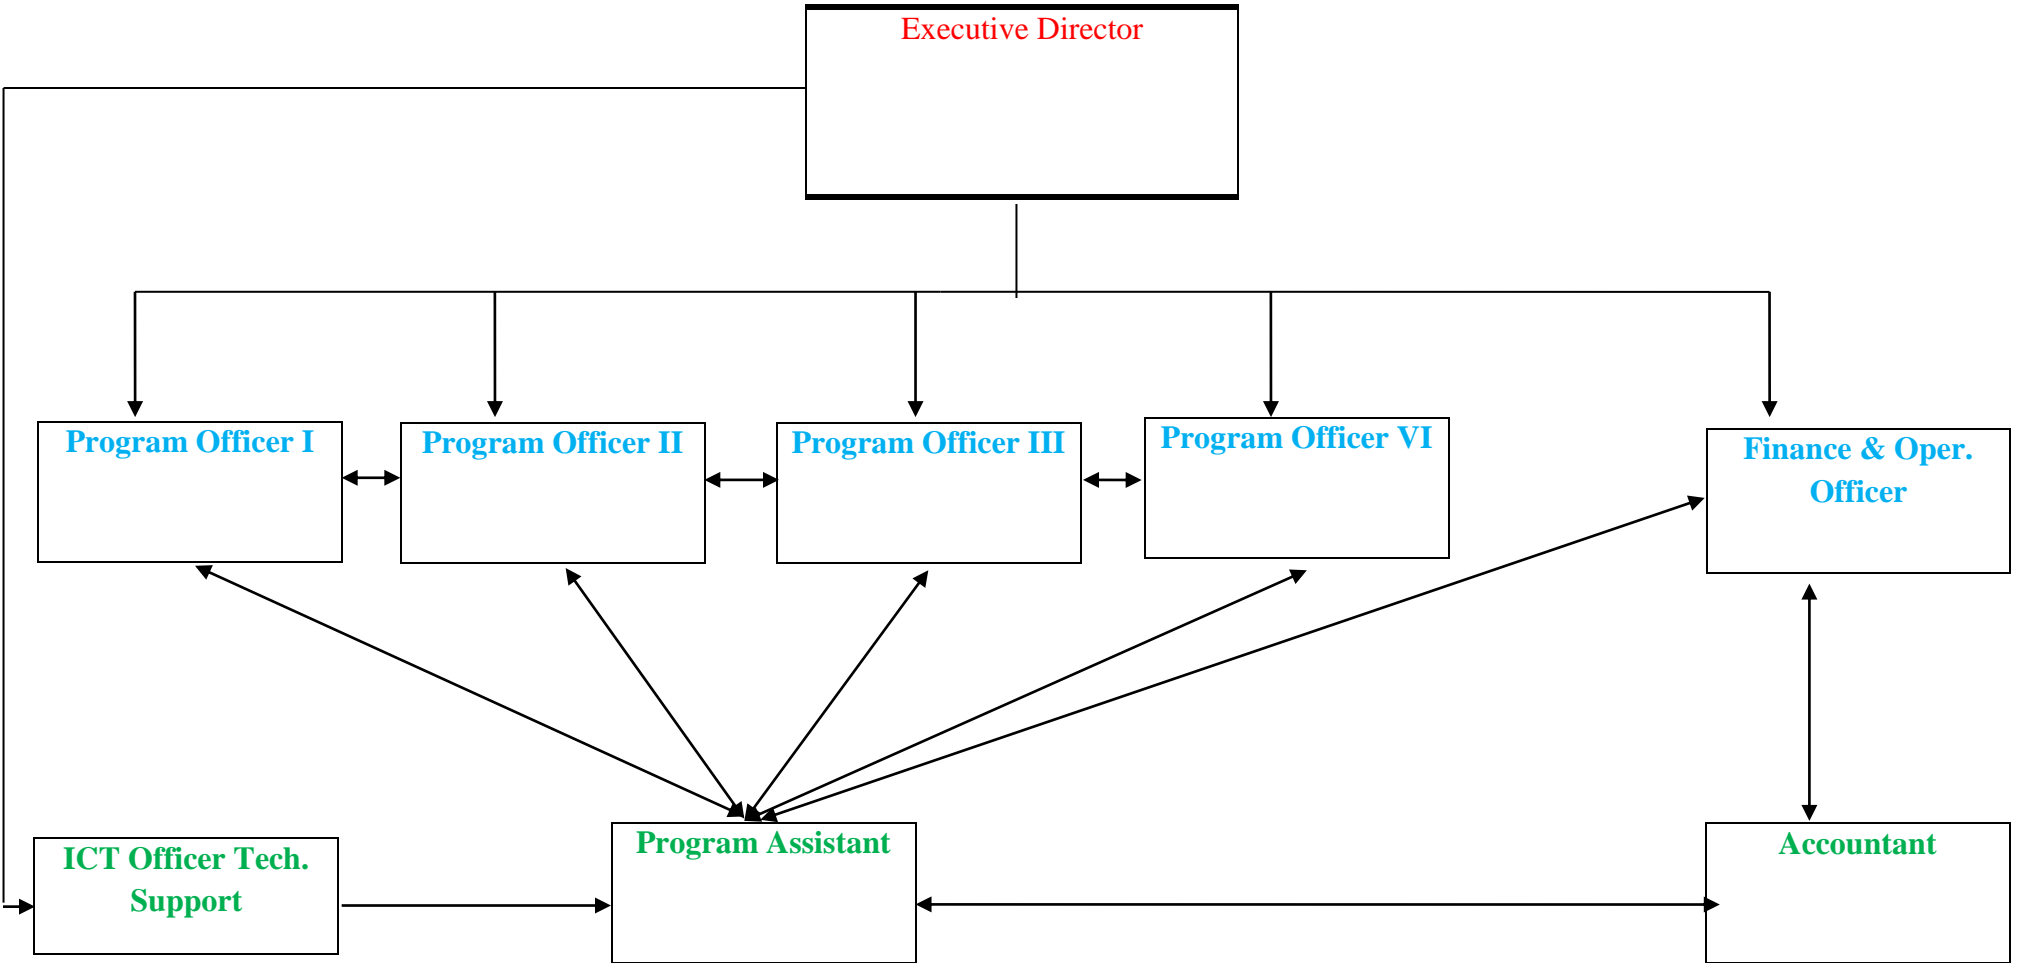 Executive Director
Program Officer I
Program Officer II
Program Officer III
Program Officer VI
Finance & Oper.
Officer
ICT Officer Tech.
Support
Program Assistant
Accountant